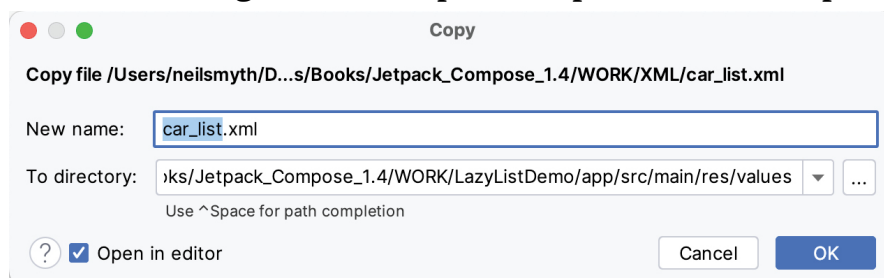 Copy
Copy file /Users/neilsmyth/D...s/Books/Jetpack_Compose_1.4/WORK/XML/car_list.xml
New name: car_list.xml
To directory: ›ks/Jetpack_Compose_1.4/WORK/LazyListDemo/app/src/main/res/values ...
Use ^Space for path completion
? Open in editor Cancel OK